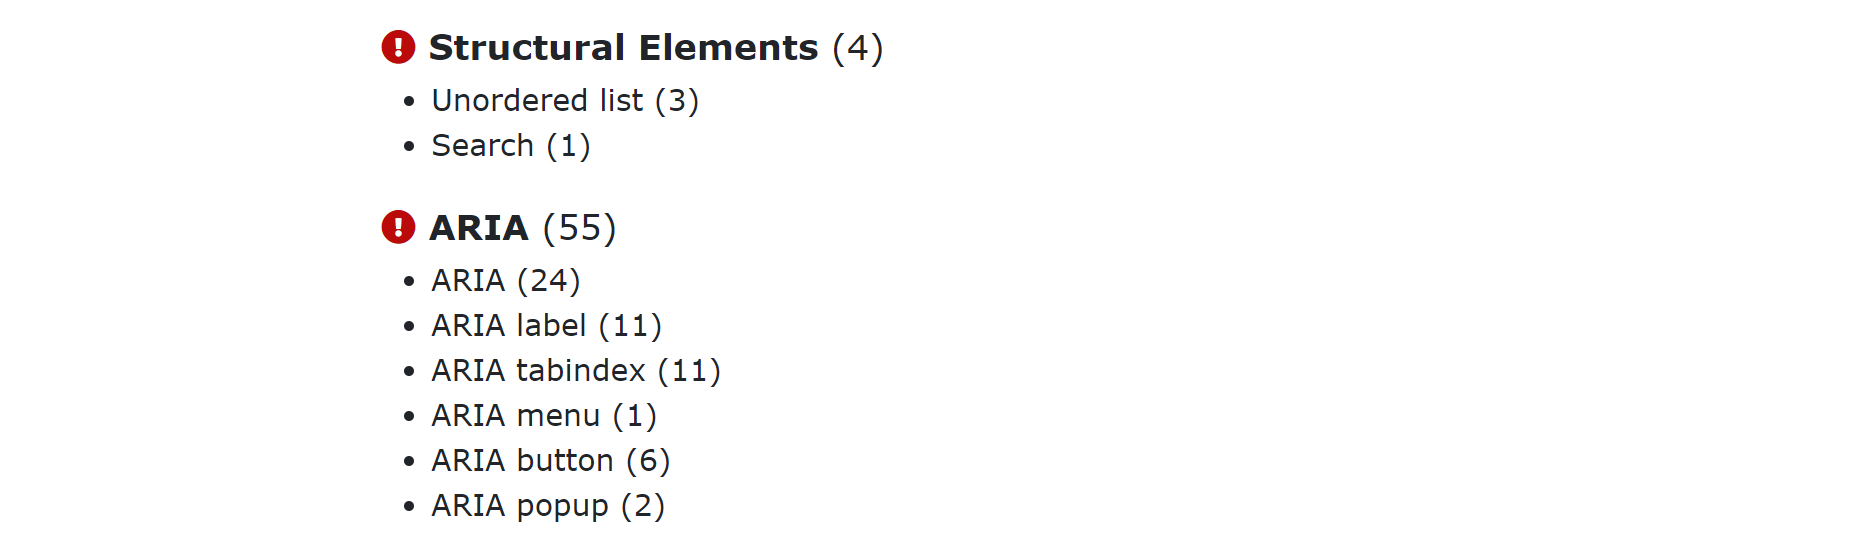 Structural Elements (4)
Unordered list (3)
Search (1)
ARIA (55)
ARIA (24)
ARIA label (11)
ARIA tabindex (11)
ARIA menu (1)
ARIA button (6)
ARIA popup (2)